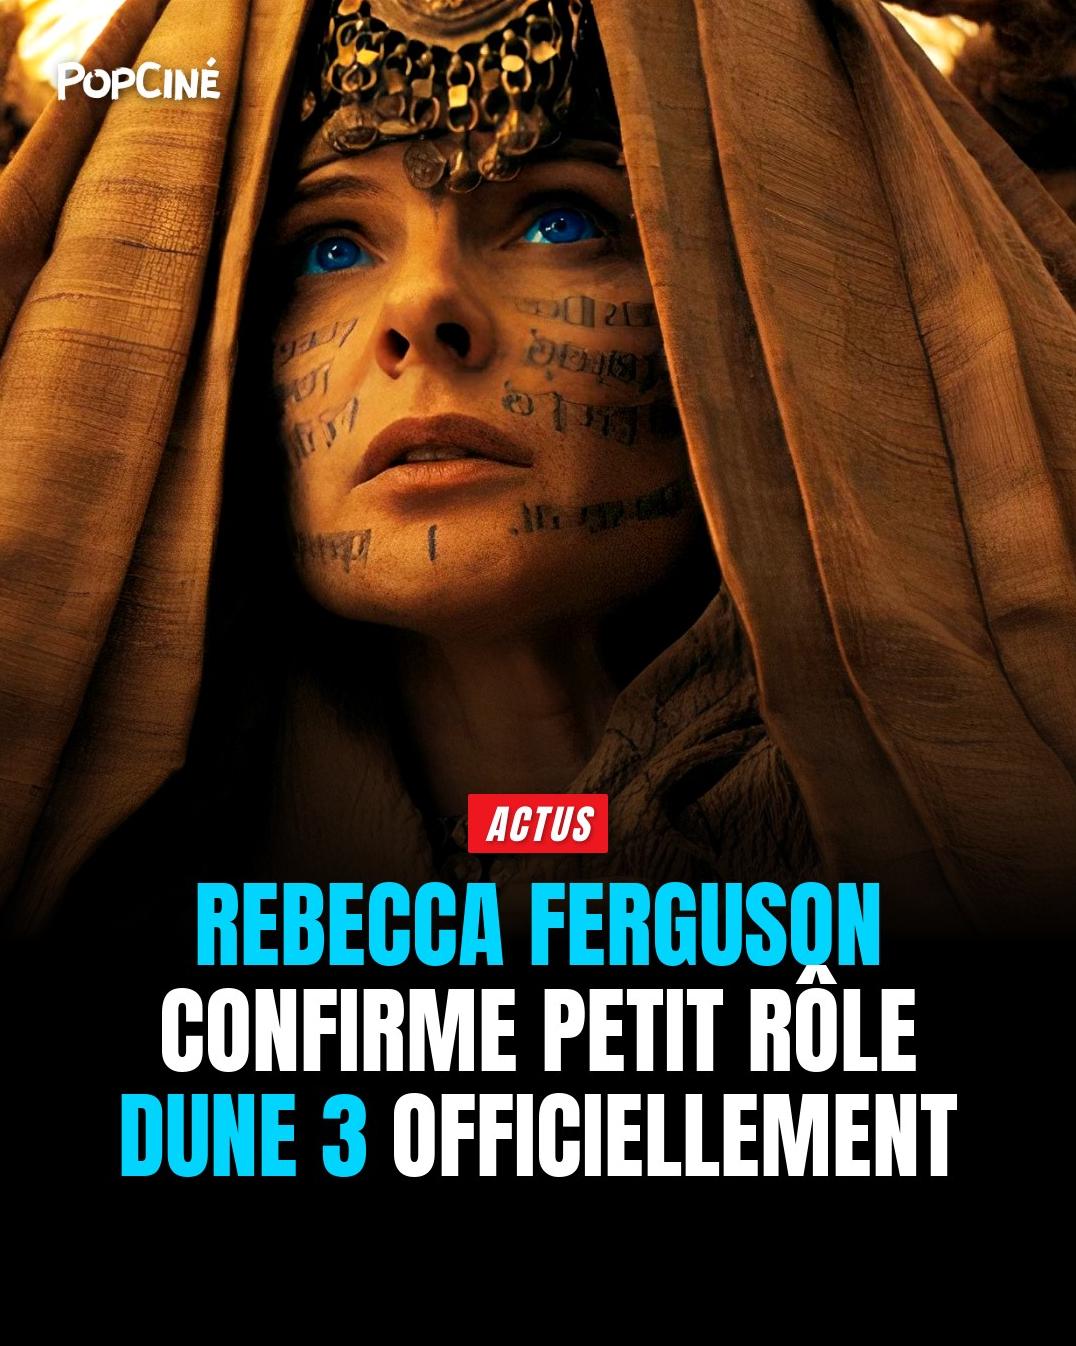 POPCINÉ
ACTUS
REBECCA FERGUSON
CONFIRME PETIT RÔLE
DUNE 3 OFFICIELLEMENT